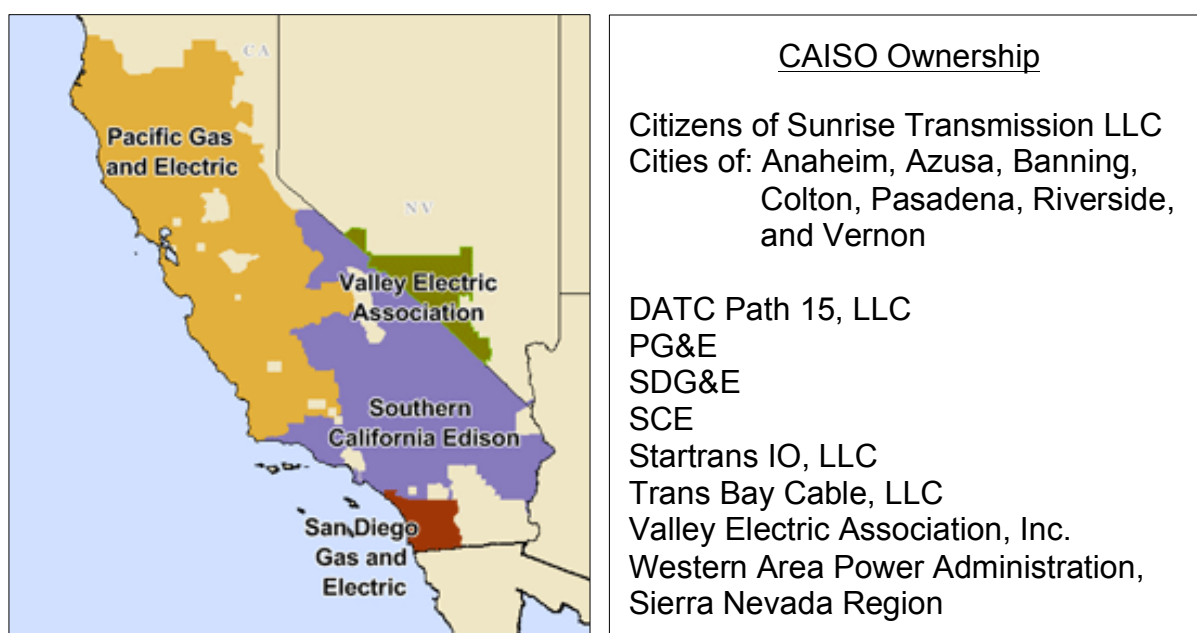 CA
Pacific Gas
and Electric
NV
Valley Electric
Association
Southern
California Edison
San Diego
Gas and
Electric
CAISO Ownership
Citizens of Sunrise Transmission LLC
Cities of: Anaheim, Azusa, Banning,
Colton, Pasadena, Riverside,
and Vernon
DATC Path 15, LLC
PG&E
SDG&E
SCE
Startrans IO, LLC
Trans Bay Cable, LLC
Valley Electric Association, Inc.
Western Area Power Administration,
Sierra Nevada Region